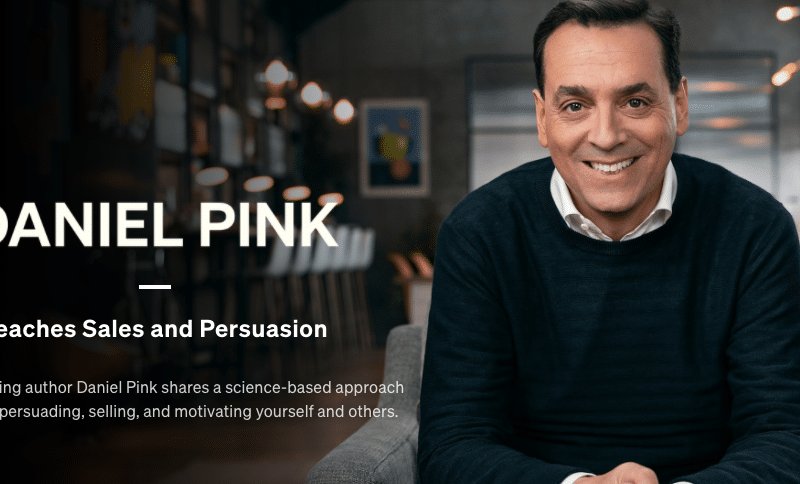 DANIEL PINK
eaches Sales and Persuasion
ing author Daniel Pink shares a science-based approach
persuading, selling, and motivating yourself and others.